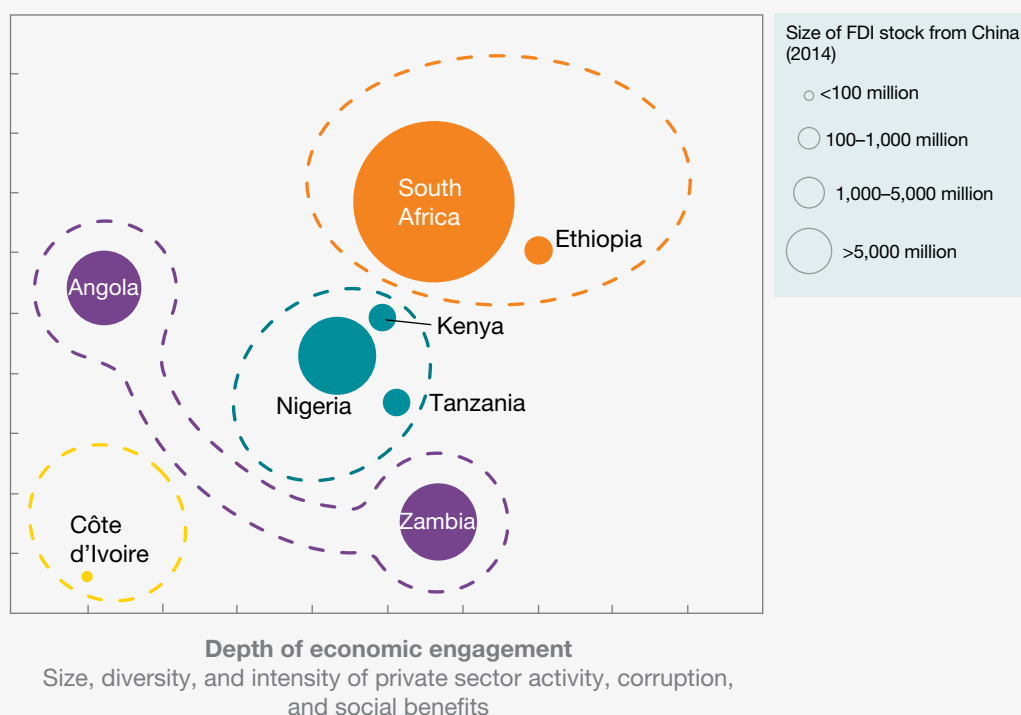 Size of FDI stock from China
(2014)
<100 million
100–1,000 million
1,000–5,000 million
>5,000 million
South
Africa
Ethiopia
Angola
Kenya
Nigeria
Tanzania
Zambia
Côte
d’Ivoire
Depth of economic engagement
Size, diversity, and intensity of private sector activity, corruption,
and social benefits